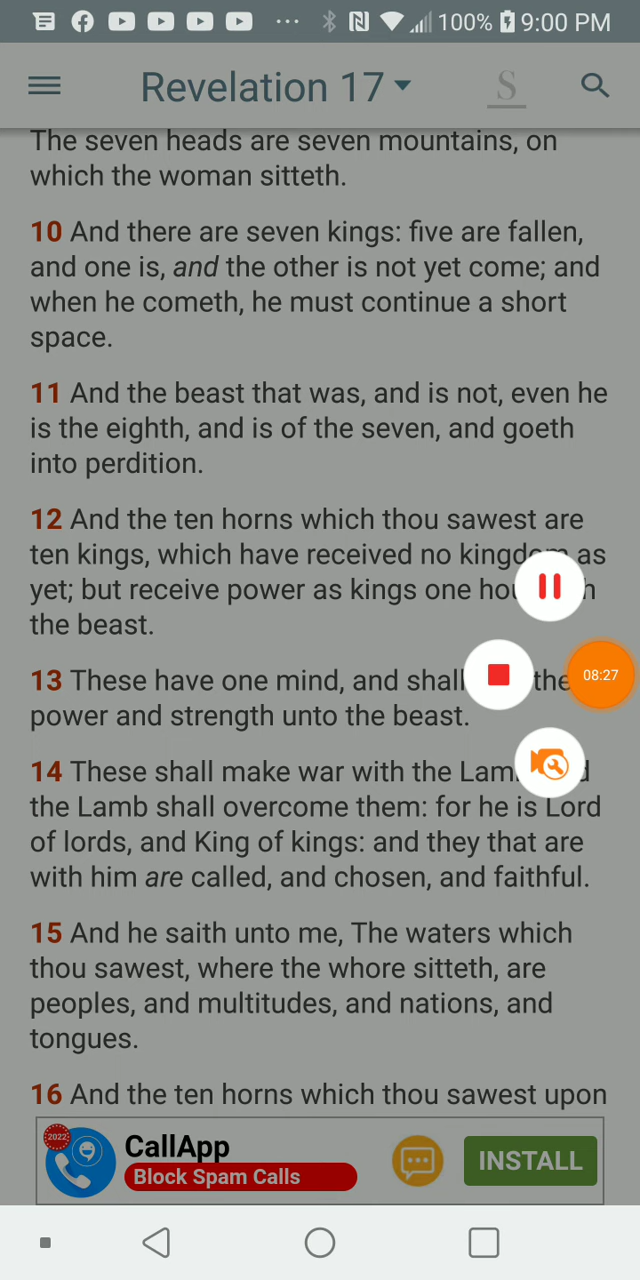 100% 9:00 PM
Revelation 17
S
The seven heads are seven mountains, on
which the woman sitteth.
10 And there are seven kings: five are fallen,
and one is, and the other is not yet come; and
when he cometh, he must continue a short
space.
11 And the beast that was, and is not, even he
is the eighth, and is of the seven, and goeth
into perdition.
12 And the ten horns which thou sawest are
ten kings, which have received no kingdom as
yet; but receive power as kings one
the beast.
13 These have one mind, and shall
08:27
power and strength unto the beast.
14 These shall make war with the
the Lamb shall overcome them: for he is Lord
of lords, and King of kings: and they that are
with him are called, and chosen, and faithful.
15 And he saith unto me, The waters which
thou sawest, where the whore sitteth, are
peoples, and multitudes, and nations, and
tongues.
16 And the ten horns which thou sawest upon
2022
CallApp
Block Spam Calls
INSTALL